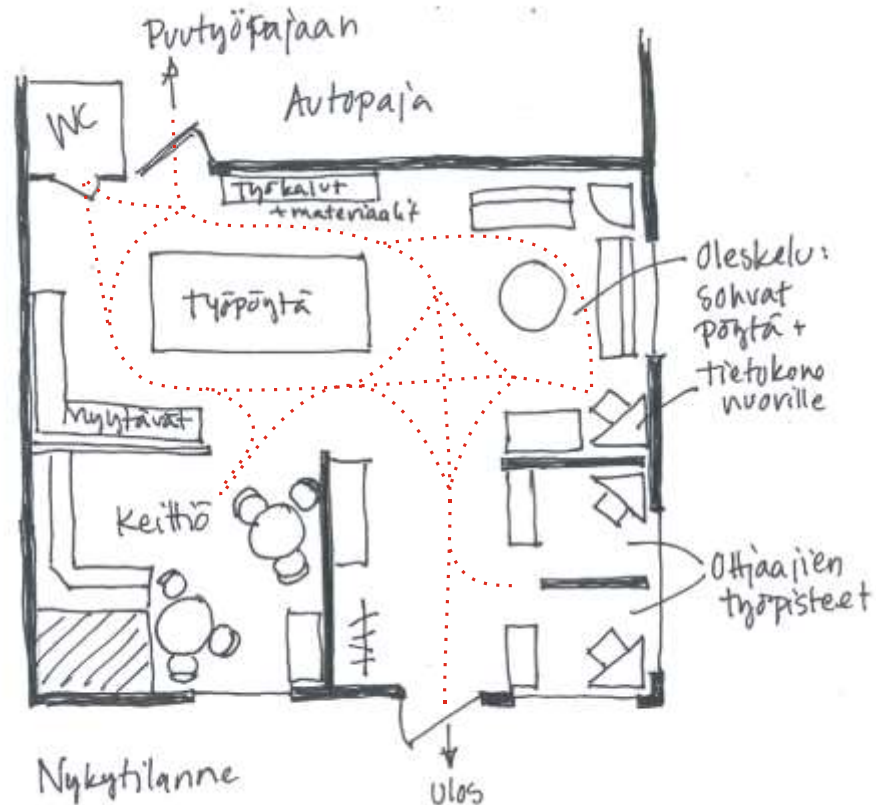 Puutyöpajaan
WC
Autopaja
Työkalut
+ materiaalit
Työpöytä
Oleskelu:
sohvat
pöytä +
tietokone
nuorille
Myytävät
Keittiö
Ohjaajien
työpisteet
Nykytilanne
Ulos